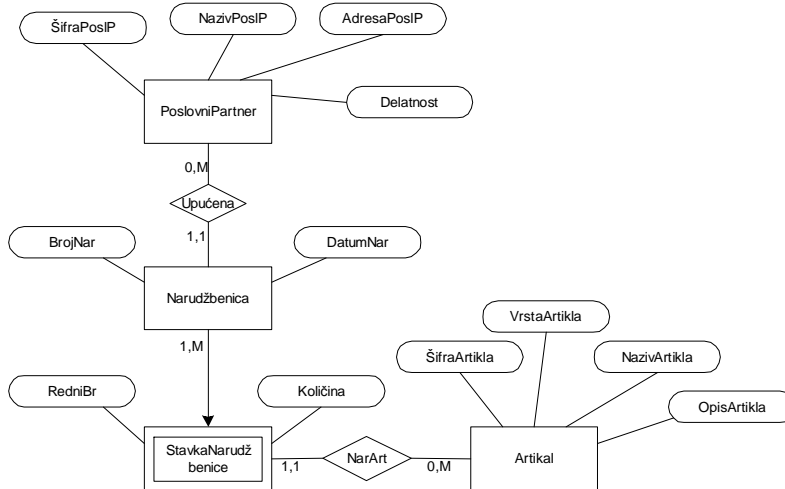 NazivPosIP
AdresaPosIP
ŠifraPosIP
Delatnost
PoslovniPartner
0,M
Upućena
1,1
BrojNar
DatumNar
Narudžbenica
VrstaArtikla
1,M
ŠifraArtikla
NazivArtikla
RedniBr
Količina
OpisArtikla
StavkaNarudž
benice
1,1
NarArt
0,M
Artikal